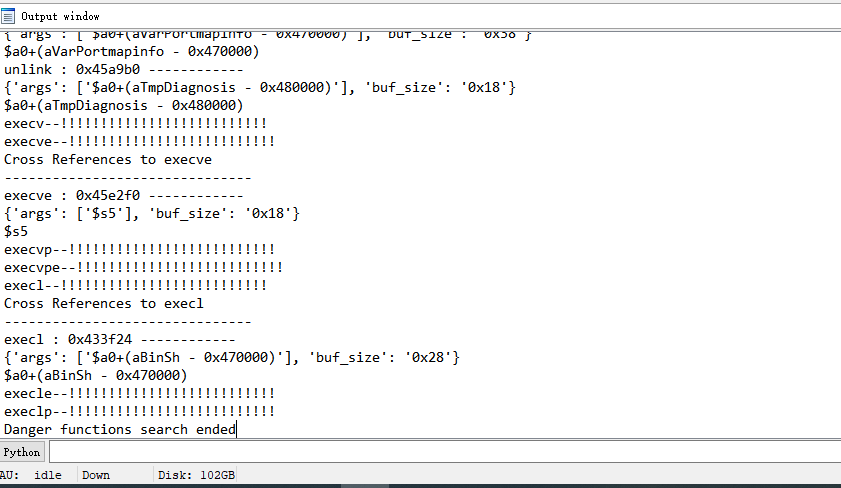 Output window
{'args': ['$a0+(aVarPortmapinfo - 0x470000)'], 'buf_size': '0x38'}
$a0+(aVarPortmapinfo - 0x470000)
unlink : 0x45a9b0 ------------
{'args': ['$a0+(aTmpDiagnosis - 0x480000)'], 'buf_size': '0x18'}
$a0+(aTmpDiagnosis - 0x480000)
execv--!!!!!!!!!!!!!!!!!!!!!!!!!!
execve--!!!!!!!!!!!!!!!!!!!!!!!!!!
Cross References to execve
-------------------------------
execve : 0x45e2f0 ------------
{'args': ['$s5'], 'buf_size': '0x18'}
$s5
execvp--!!!!!!!!!!!!!!!!!!!!!!!!!!
execvpe--!!!!!!!!!!!!!!!!!!!!!!!!!!
execl--!!!!!!!!!!!!!!!!!!!!!!!!!!
Cross References to execl
-------------------------------
execl : 0x433f24 ------------
{'args': ['$a0+(aBinSh - 0x470000)'], 'buf_size': '0x28'}
$a0+(aBinSh - 0x470000)
execle--!!!!!!!!!!!!!!!!!!!!!!!!!!
execlp--!!!!!!!!!!!!!!!!!!!!!!!!!!
Danger functions search ended
Python
AU: idle Down Disk: 102GB